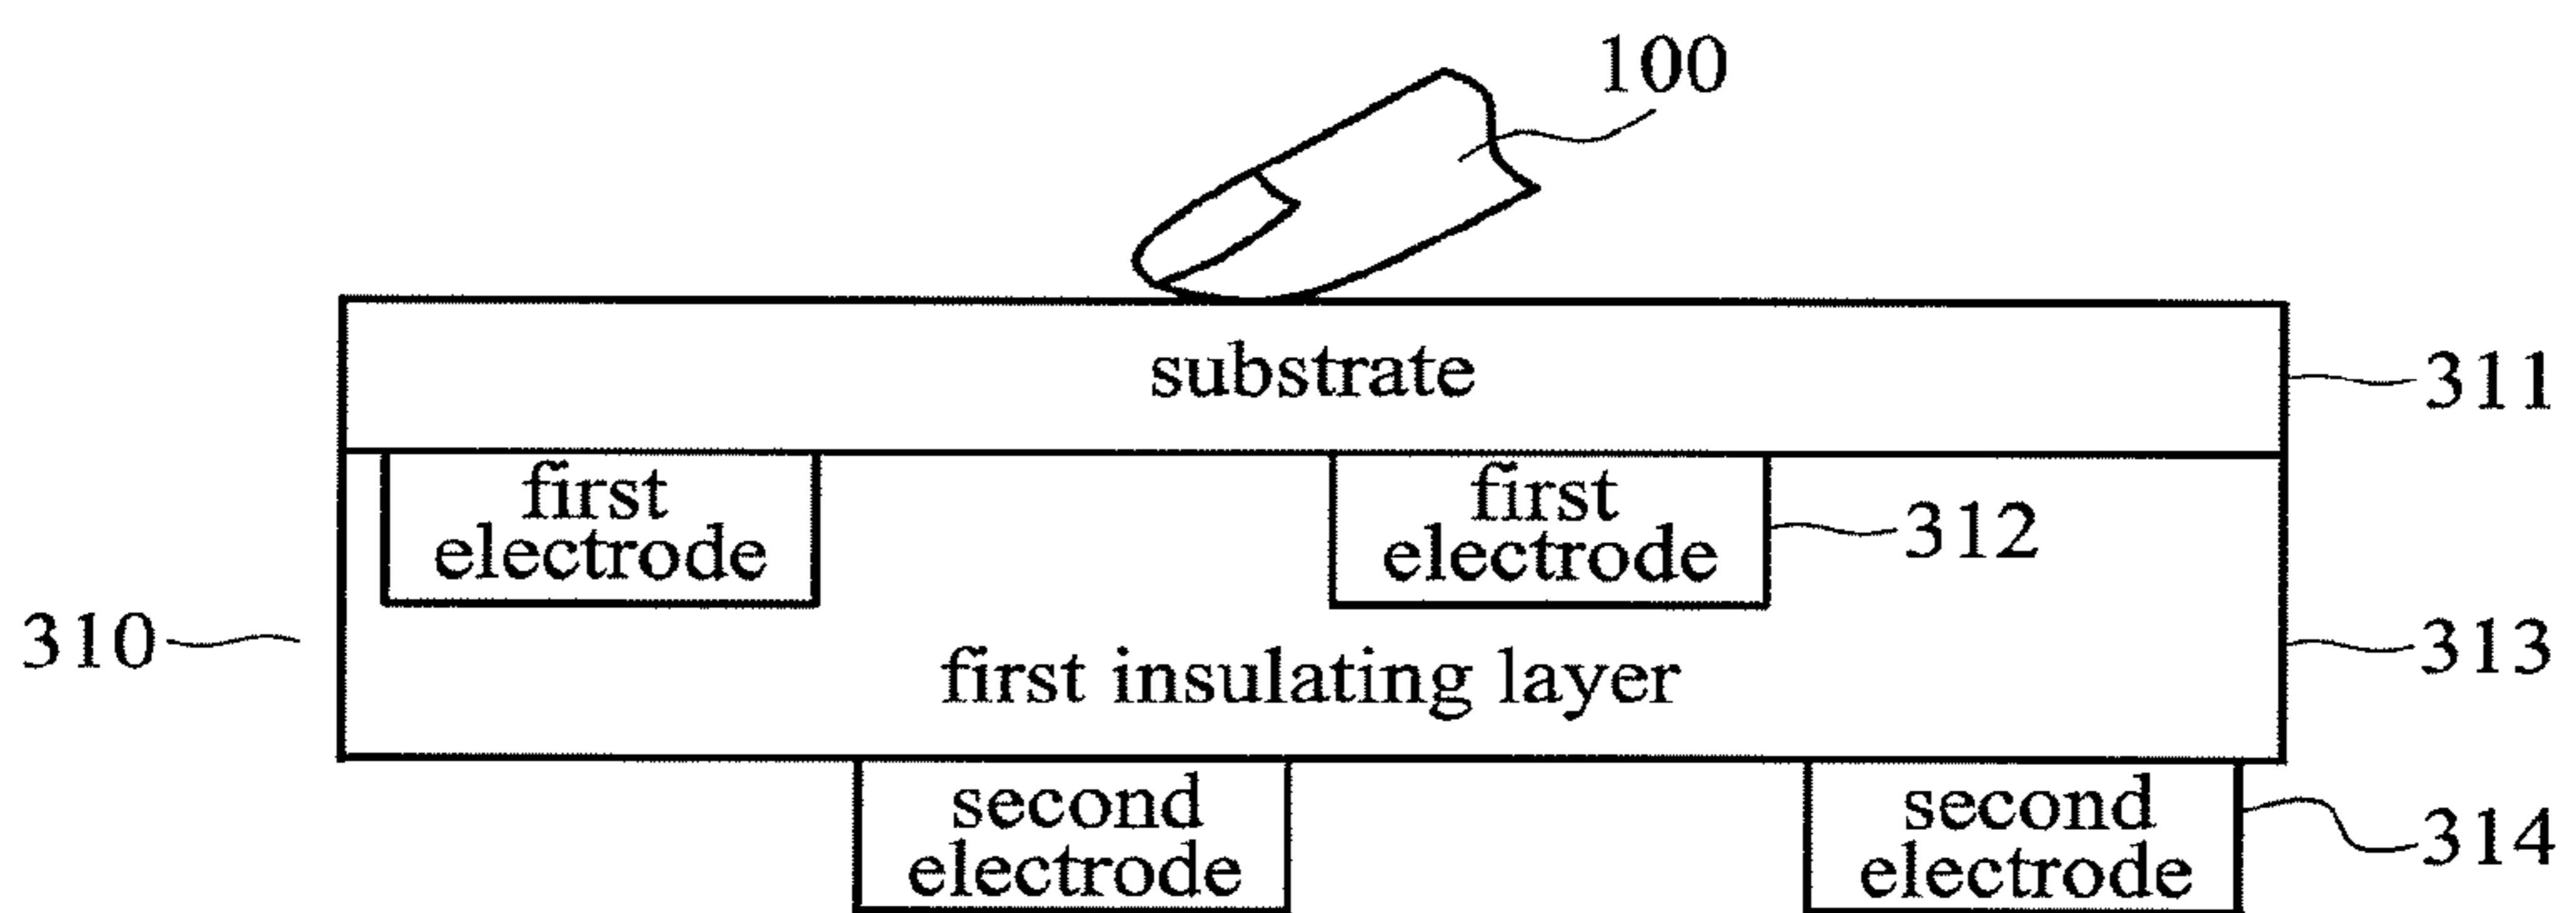 100
substrate
311
first
electrode
first
electrode
312
310
first insulating layer
313
second
electrode
second
electrode
314